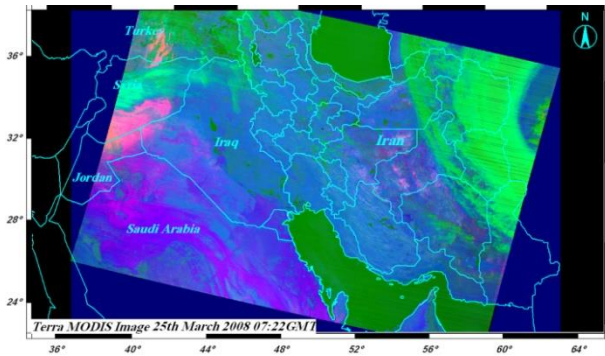 N
36°
Turkey
Syria
32°
Iraq
Iran
Jordan
28°
Saudi Arabia
24°
Terra MODIS Image 25th March 2008 07:22GMT
36° 40° 44° 48° 52° 56° 60° 64°